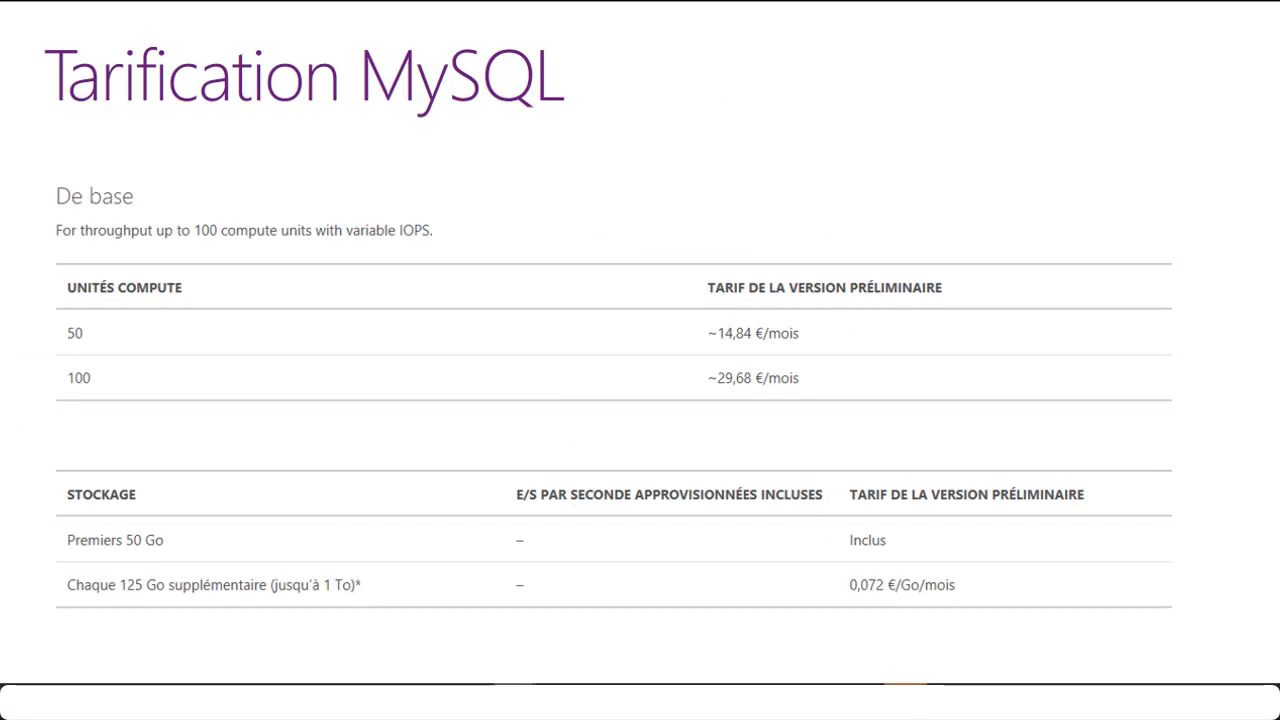 Tarification MySQL
De base
For throughput up to 100 compute units with variable IOPS.
UNITÉS COMPUTE TARIF DE LA VERSION PRÉLIMINAIRE
50 ~14,84 €/mois
100 ~29,68 €/mois
STOCKAGE E/S PAR SECONDE APPROVISIONNÉES INCLUSES TARIF DE LA VERSION PRÉLIMINAIRE
Premiers 50 Go – Inclus
Chaque 125 Go supplémentaire (jusqu'à 1 To)* – 0,072 €/Go/mois